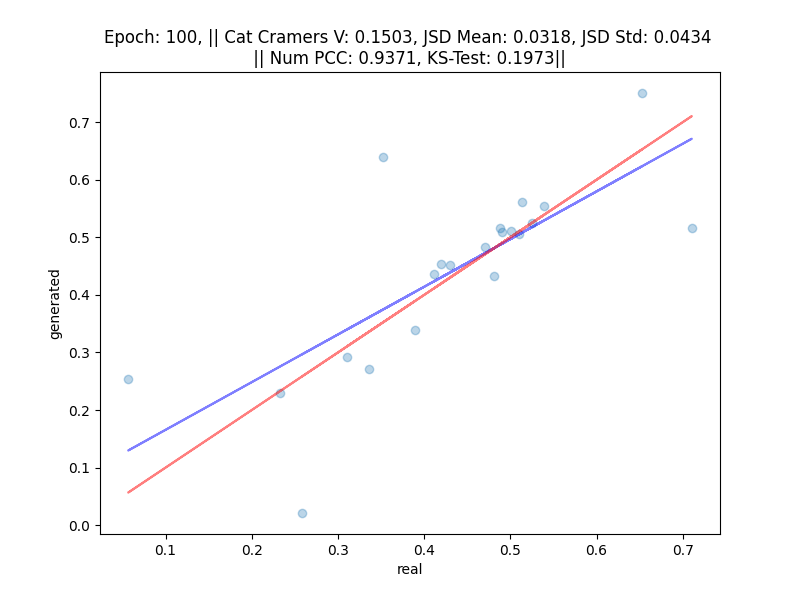 Epoch: 100, || Cat Cramers V: 0.1503, JSD Mean: 0.0318, JSD Std: 0.0434
|| Num PCC: 0.9371, KS-Test: 0.1973||
generated
0.7
0.6
0.5
0.4
0.3
0.2
0.1
0.0
0.1 0.2 0.3 0.4 0.5 0.6 0.7
real